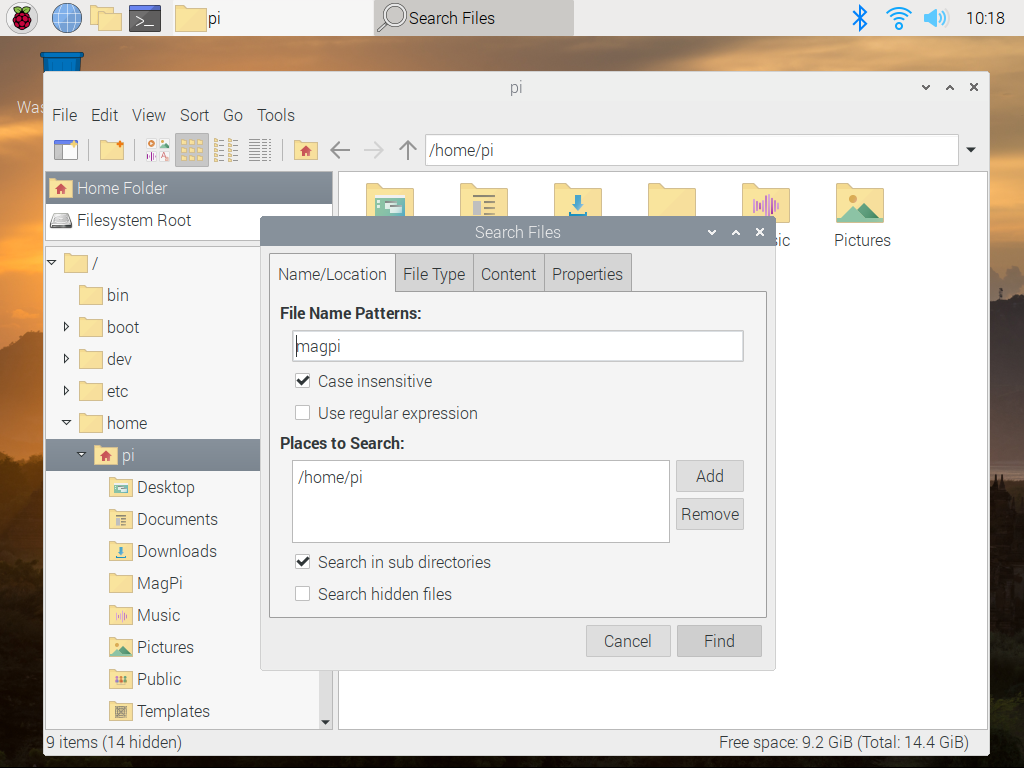 pi
Search Files
10:18
Was
pi
File Edit View Sort Go Tools
/home/pi
Home Folder
Filesystem Root
Pictures
/
bin
boot
dev
etc
home
pi
Desktop
Documents
Downloads
MagPi
Music
Pictures
Public
Templates
Search Files
Name/Location File Type Content Properties
File Name Patterns:
magpi
Case insensitive
Use regular expression
Places to Search:
/home/pi
Add
Remove
Search in sub directories
Search hidden files
Cancel Find
9 items (14 hidden)
Free space: 9.2 GiB (Total: 14.4 GiB)